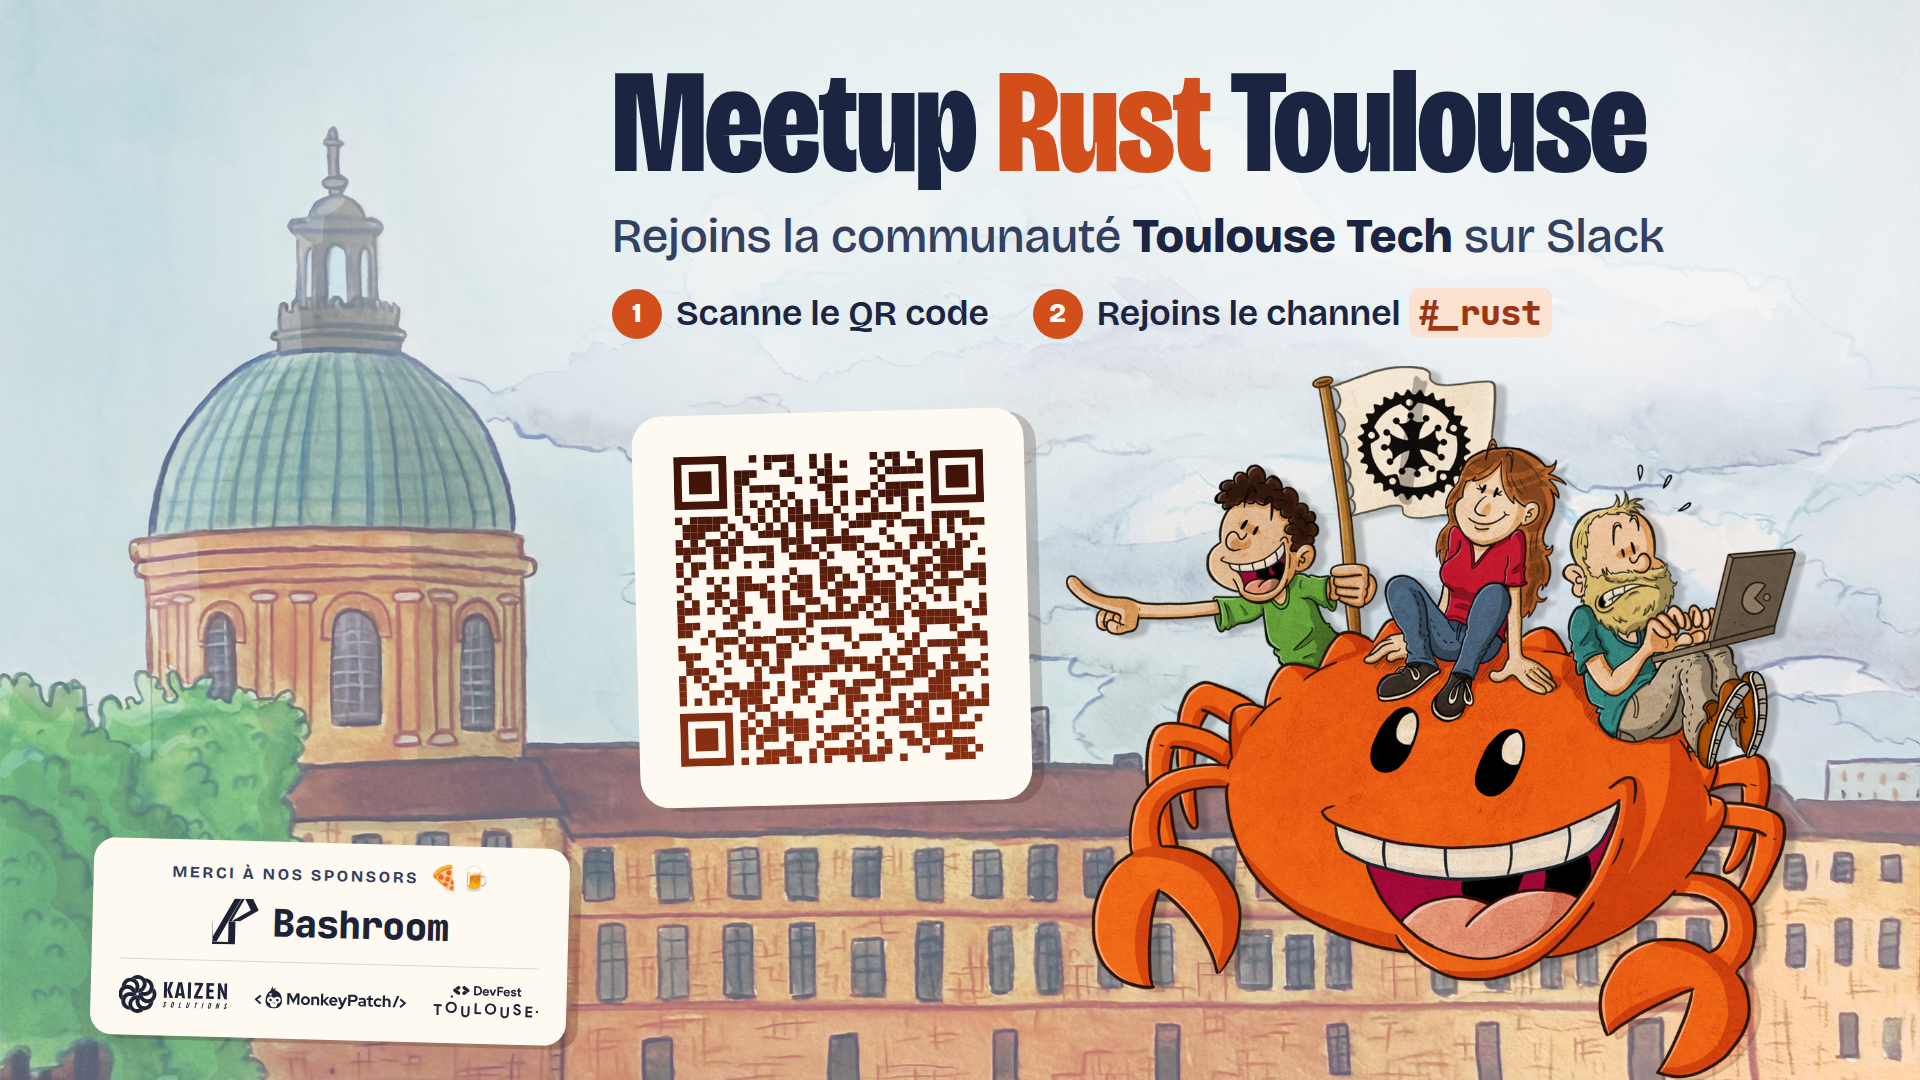 Meetup Rust Toulouse
Rejoins la communauté Toulouse Tech sur Slack
1 Scanne le QR code
2 Rejoins le channel #_rust
MERCI À NOS SPONSORS
Bashroom
KAIZEN
SOLUTIONS
<MonkeyPatch/>
<> DevFest
TOULOUSE